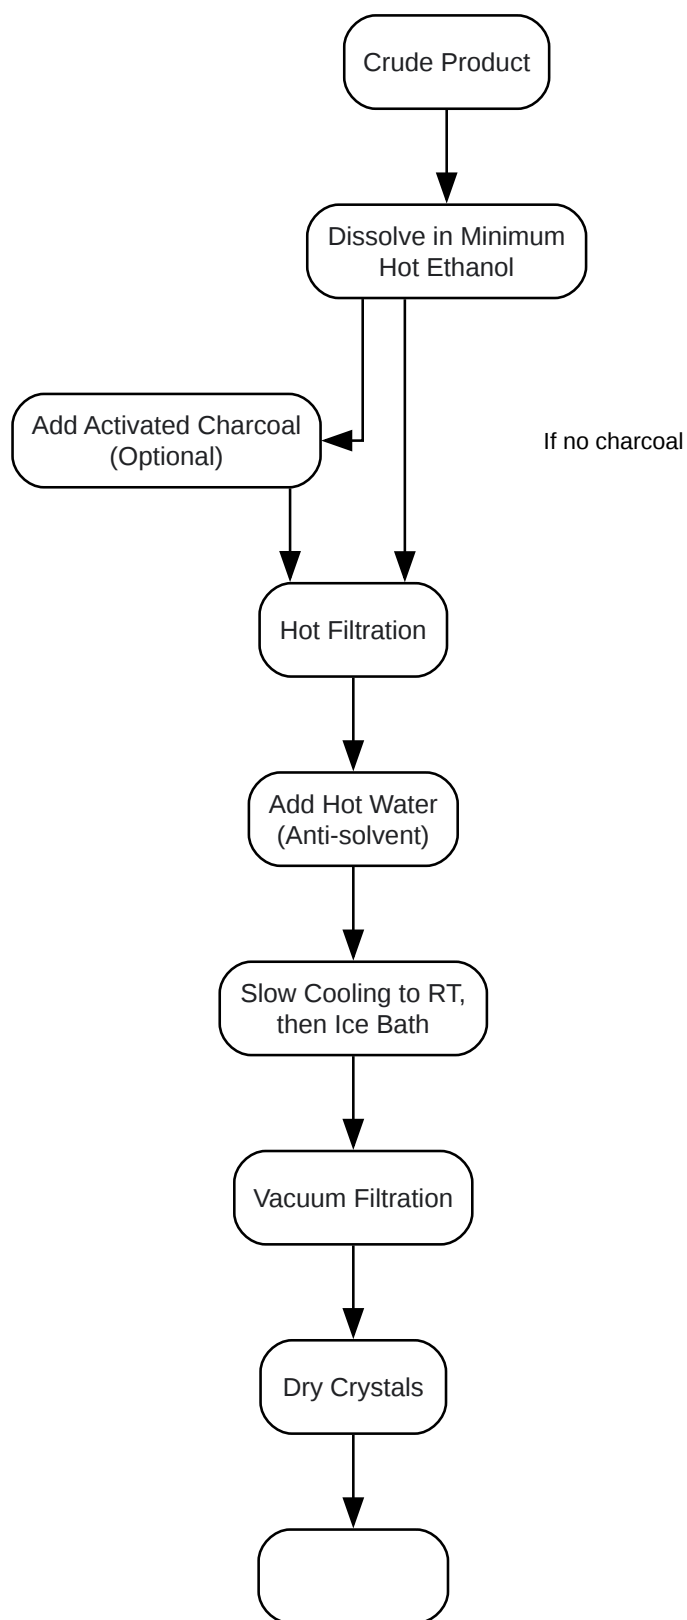 Crude Product
Dissolve in Minimum
Hot Ethanol
Add Activated Charcoal
(Optional)
If no charcoal
Hot Filtration
Add Hot Water
(Anti-solvent)
Slow Cooling to RT,
then Ice Bath
Vacuum Filtration
Dry Crystals